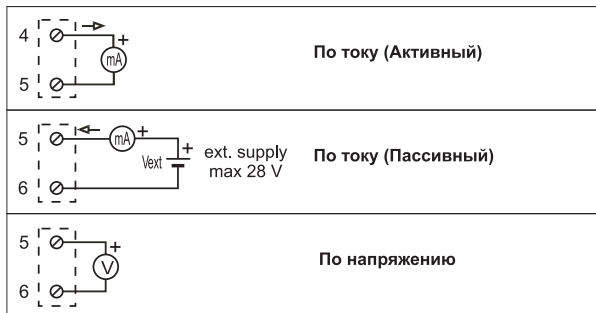 4
+
mA
По току (Активный)
5
5
mA
+
+
Vext
ext. supply
max 28 V
По току (Пассивный)
6
5
+
V
По напряжению
6